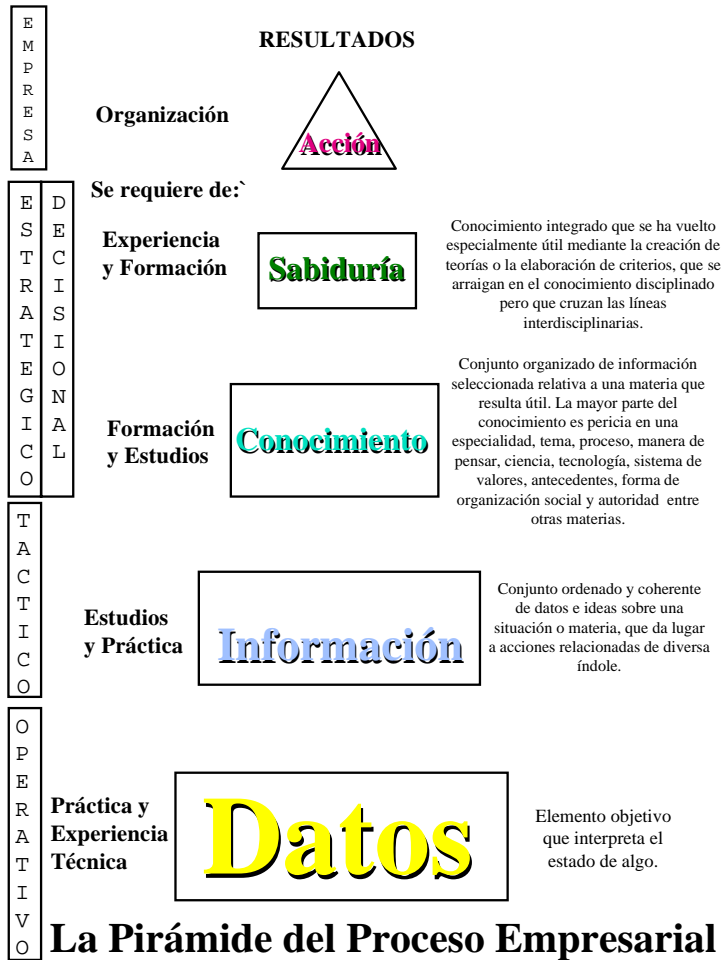 EMPRESA
RESULTADOS
Organización
Acción
ESTRATEGICO
DECISIONAL
Se requiere de:`
Experiencia
y Formación
Sabiduría
Conocimiento integrado que se ha vuelto
especialmente útil mediante la creación de
teorías o la elaboración de criterios, que se
arraigan en el conocimiento disciplinado
pero que cruzan las líneas
interdisciplinarias.
Formación
y Estudios
Conocimiento
Conjunto organizado de información
seleccionada relativa a una materia que
resulta útil. La mayor parte del
conocimiento es pericia en una
especialidad, tema, proceso, manera de
pensar, ciencia, tecnología, sistema de
valores, antecedentes, forma de
organización social y autoridad entre
otras materias.
TACTICO
Estudios
y Práctica
Información
Conjunto ordenado y coherente
de datos e ideas sobre una
situación o materia, que da lugar
a acciones relacionadas de diversa
índole.
OPERATIVO
Práctica y
Experiencia
Técnica
Datos
Elemento objetivo
que interpreta el
estado de algo.
La Pirámide del Proceso Empresarial